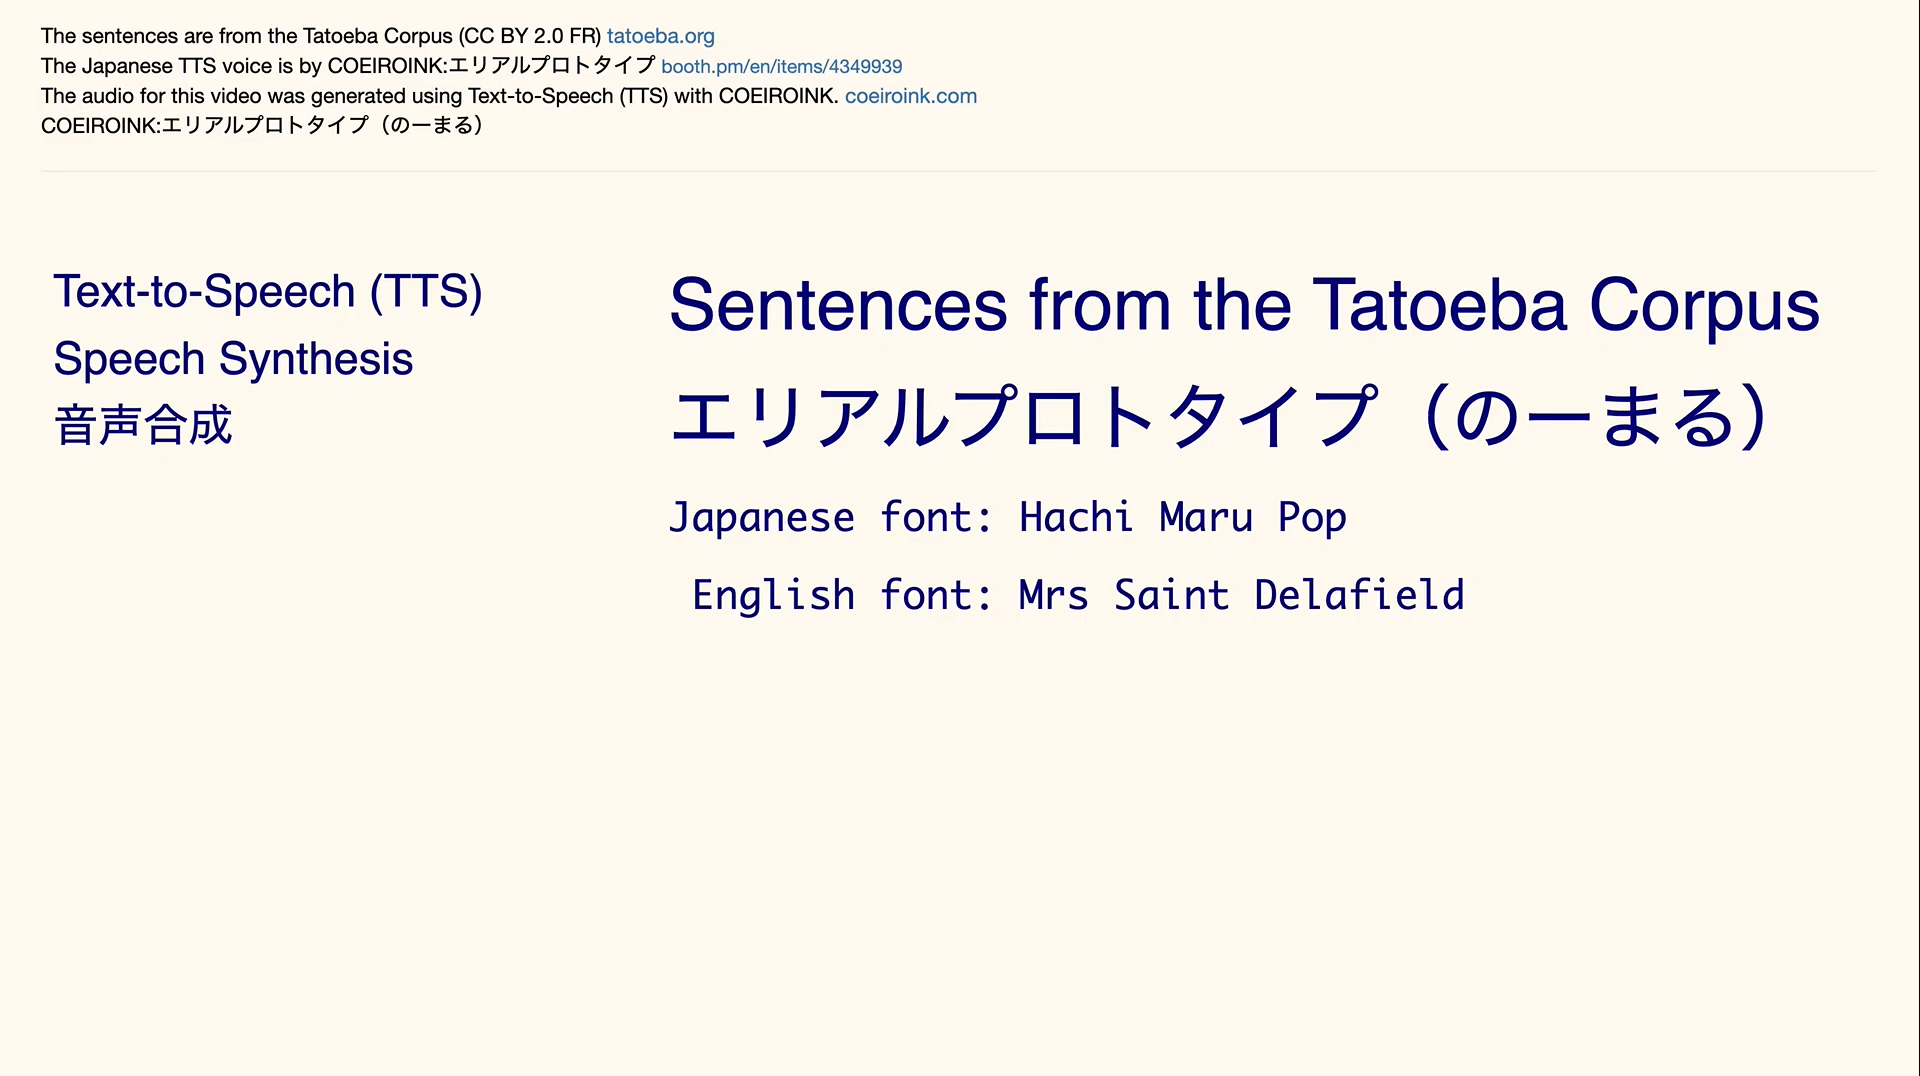 The sentences are from the Tatoeba Corpus (CC BY 2.0 FR) tatoeba.org
The Japanese TTS voice is by COEIROINK:エリアルプロトタイプ booth.pm/en/items/4349939
The audio for this video was generated using Text-to-Speech (TTS) with COEIROINK. coeiroink.com
COEIROINK:エリアルプロトタイプ（のーまる）
Text-to-Speech (TTS)
Speech Synthesis
音声合成
Sentences from the Tatoeba Corpus
エリアルプロトタイプ（のーまる）
Japanese font: Hachi Maru Pop
English font: Mrs Saint Delafield